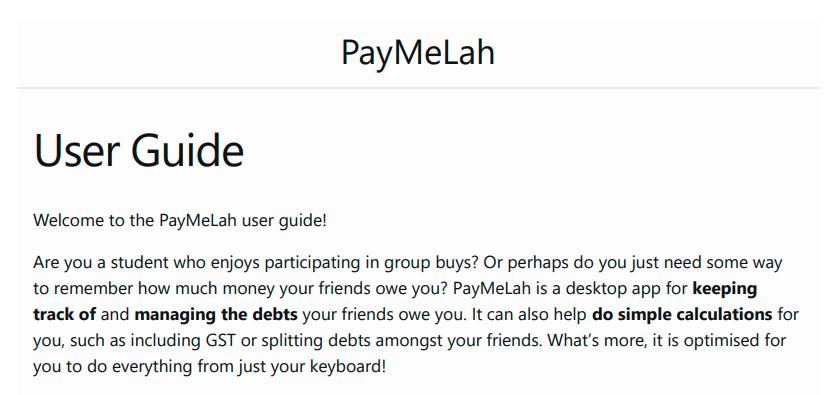 PayMeLah
User Guide
Welcome to the PayMeLah user guide!
Are you a student who enjoys participating in group buys? Or perhaps do you just need some way
to remember how much money your friends owe you? PayMeLah is a desktop app for keeping
track of and managing the debts your friends owe you. It can also help do simple calculations for
you, such as including GST or splitting debts amongst your friends. What’s more, it is optimised for
you to do everything from just your keyboard!